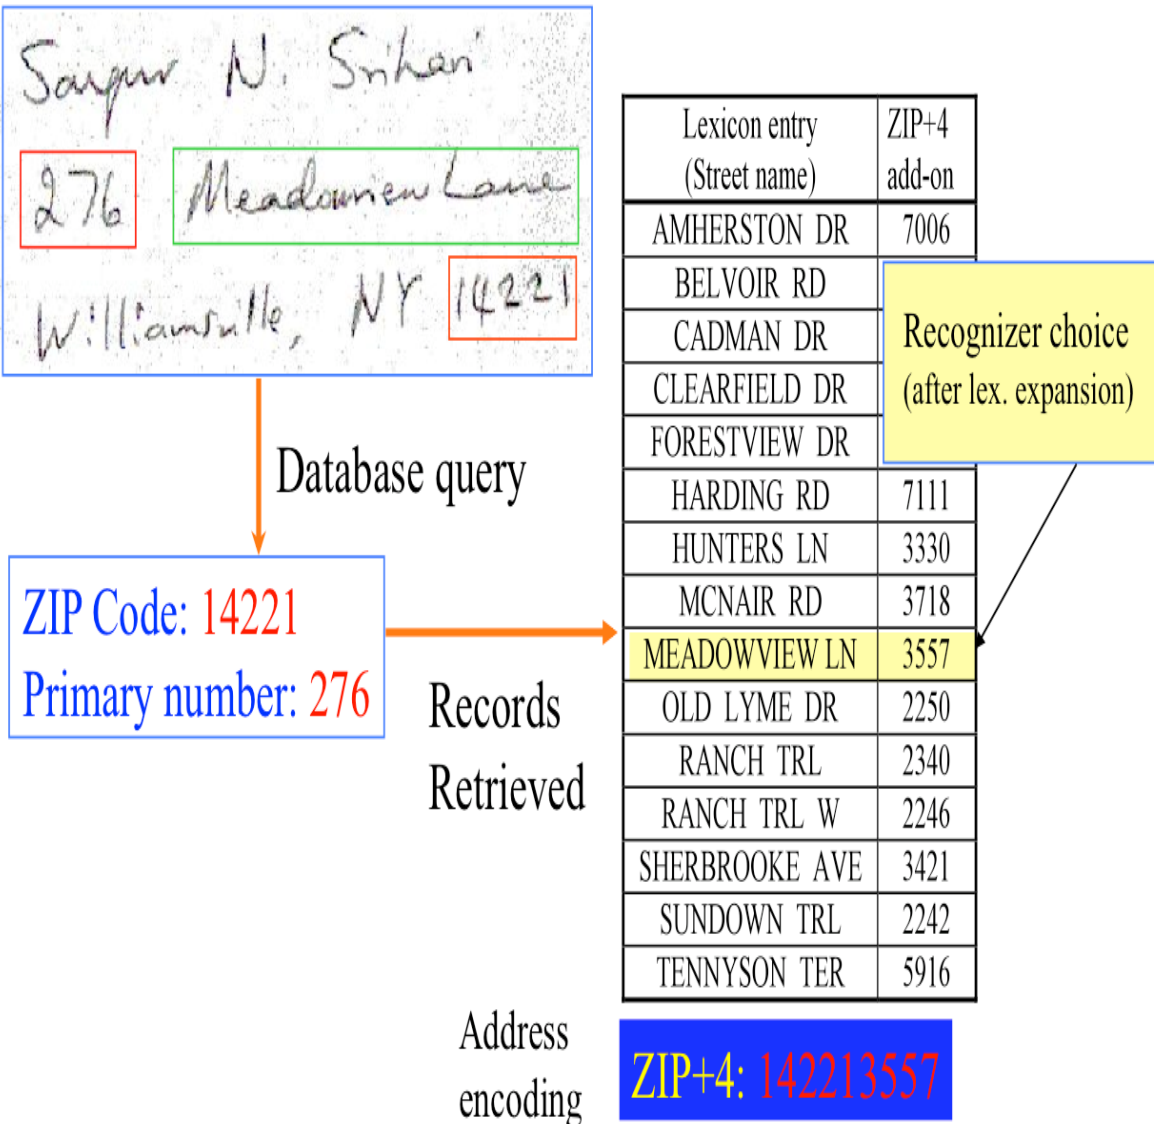 Sargur N. Srihari
276 Meadowview Lane
Williamsville, NY 14221
Database query
ZIP Code: 14221
Primary number: 276
Records
Retrieved
Lexicon entry
(Street name)
ZIP+4
add-on
AMHERSTON DR 7006
BELVOIR RD
CADMAN DR
CLEARFIELD DR
FORESTVIEW DR
HARDING RD 7111
HUNTERS LN 3330
MCNAIR RD 3718
MEADOWVIEW LN 3557
OLD LYME DR 2250
RANCH TRL 2340
RANCH TRL W 2246
SHERBROOKE AVE 3421
SUNDOWN TRL 2242
TENNYSON TER 5916
Recognizer choice
(after lex. expansion)
Address
encoding
ZIP+4: 142213557